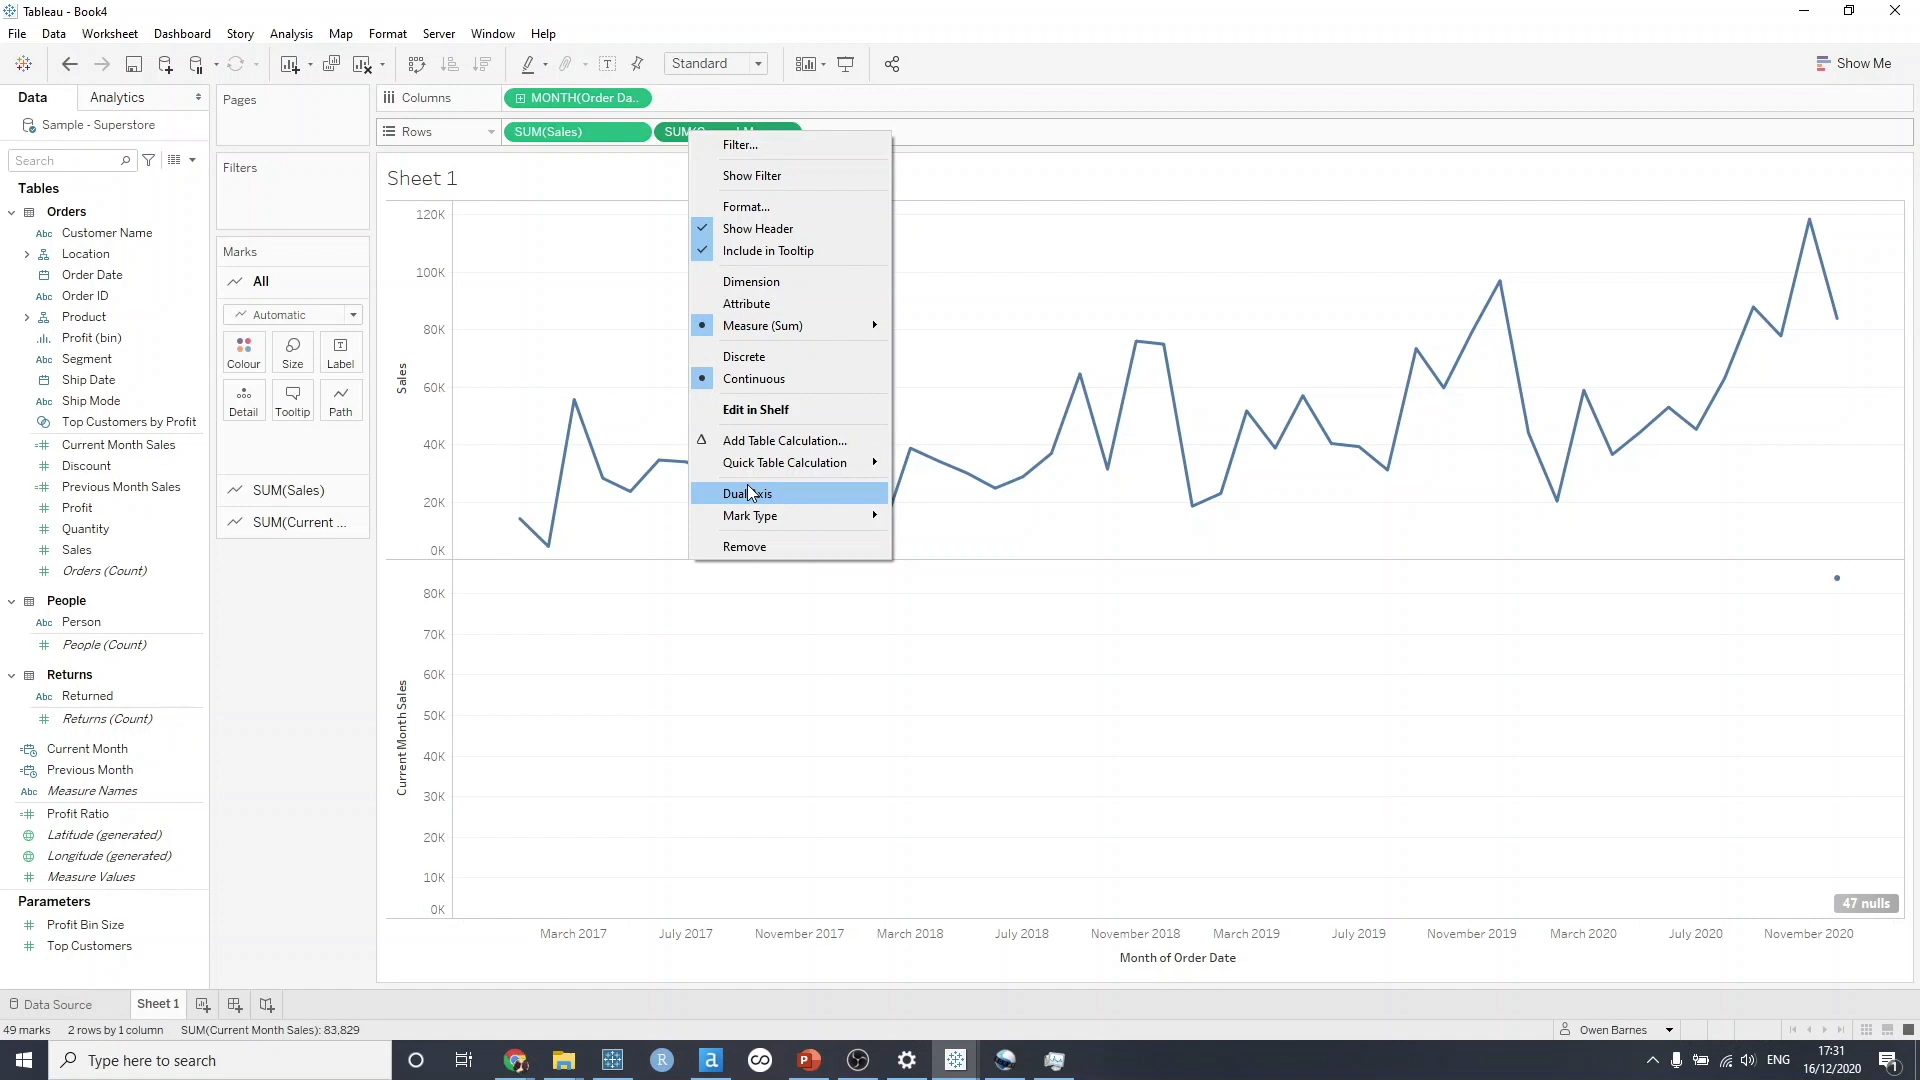 Tableau - Book4
File Data Worksheet Dashboard Story Analysis Map Format Server Window Help
Standard
Show Me
Data Analytics
Sample - Superstore
Search
Tables
Orders
Abc Customer Name
Location
Order Date
Abc Order ID
Product
Profit (bin)
Abc Segment
Ship Date
Abc Ship Mode
Top Customers by Profit
Current Month Sales
Discount
Previous Month Sales
Profit
Quantity
Sales
Orders (Count)
People
Abc Person
People (Count)
Returns
Abc Returned
Returns (Count)
Current Month
Previous Month
Abc Measure Names
Profit Ratio
Latitude (generated)
Longitude (generated)
Measure Values
Parameters
Profit Bin Size
Top Customers
Pages
Filters
Marks
All
Automatic
Colour Size Label
Detail Tooltip Path
SUM(Sales)
SUM(Current ...
Columns MONTH(Order Da..
Rows SUM(Sales)
Sheet 1
Filter...
Show Filter
Format...
Show Header
Include in Tooltip
Dimension
Attribute
Measure (Sum)
Discrete
Continuous
Edit in Shelf
Add Table Calculation...
Quick Table Calculation
Mark Type
Remove
120K
100K
80K
60K
40K
20K
0K
Sales
80K
70K
60K
50K
40K
30K
20K
10K
0K
Current Month Sales
47 nulls
March 2017 July 2017 November 2017 March 2018 July 2018 November 2018 March 2019 July 2019 November 2019 March 2020 July 2020 November 2020
Month of Order Date
Data Source Sheet 1
49 marks 2 rows by 1 column SUM(Current Month Sales): 83,829
Owen Barnes
Type here to search
ENG
17:31
16/12/2020
1